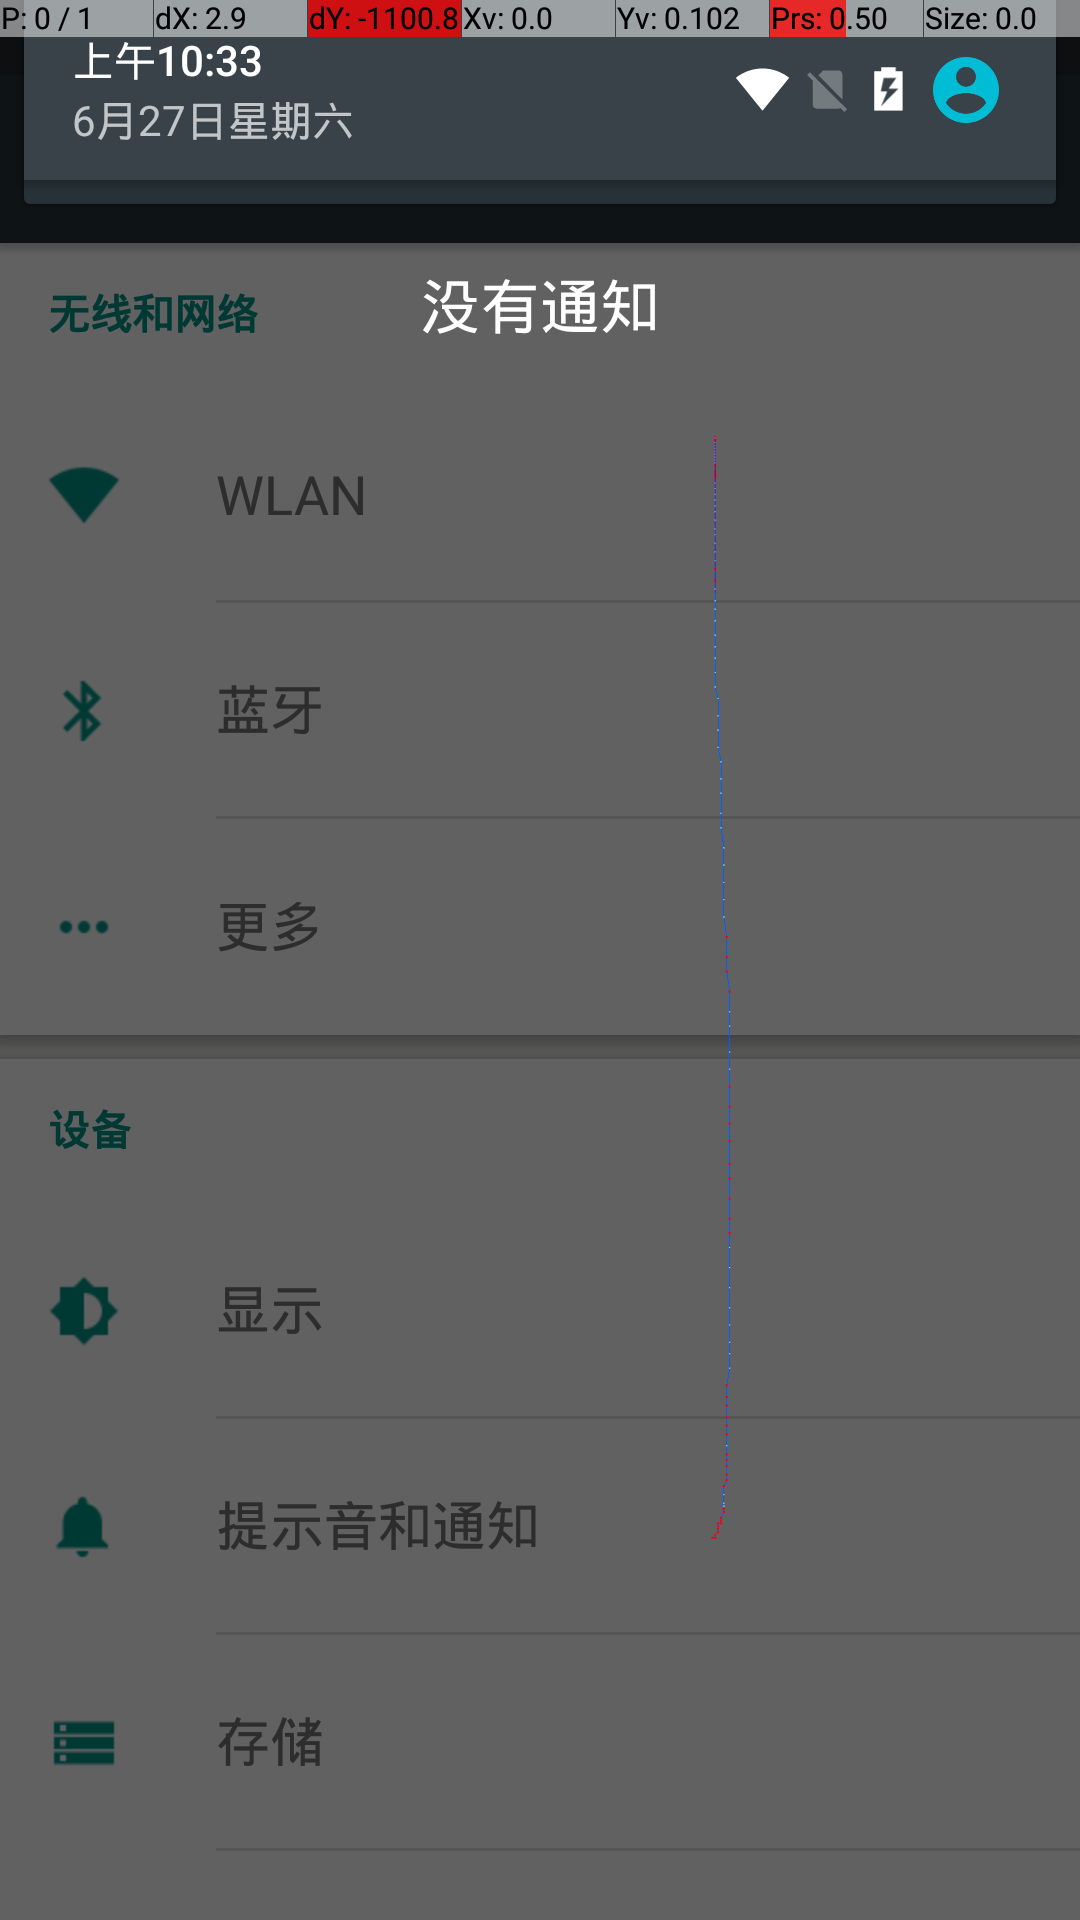 P: 0 / 1 dX: 2.9 dY: -1100.8 Xv: 0.0 Yv: 0.102 Prs: 0.50 Size: 0.0
上午10:33
6月27日星期六
没有通知
无线和网络
WLAN
蓝牙
更多
设备
显示
提示音和通知
存储